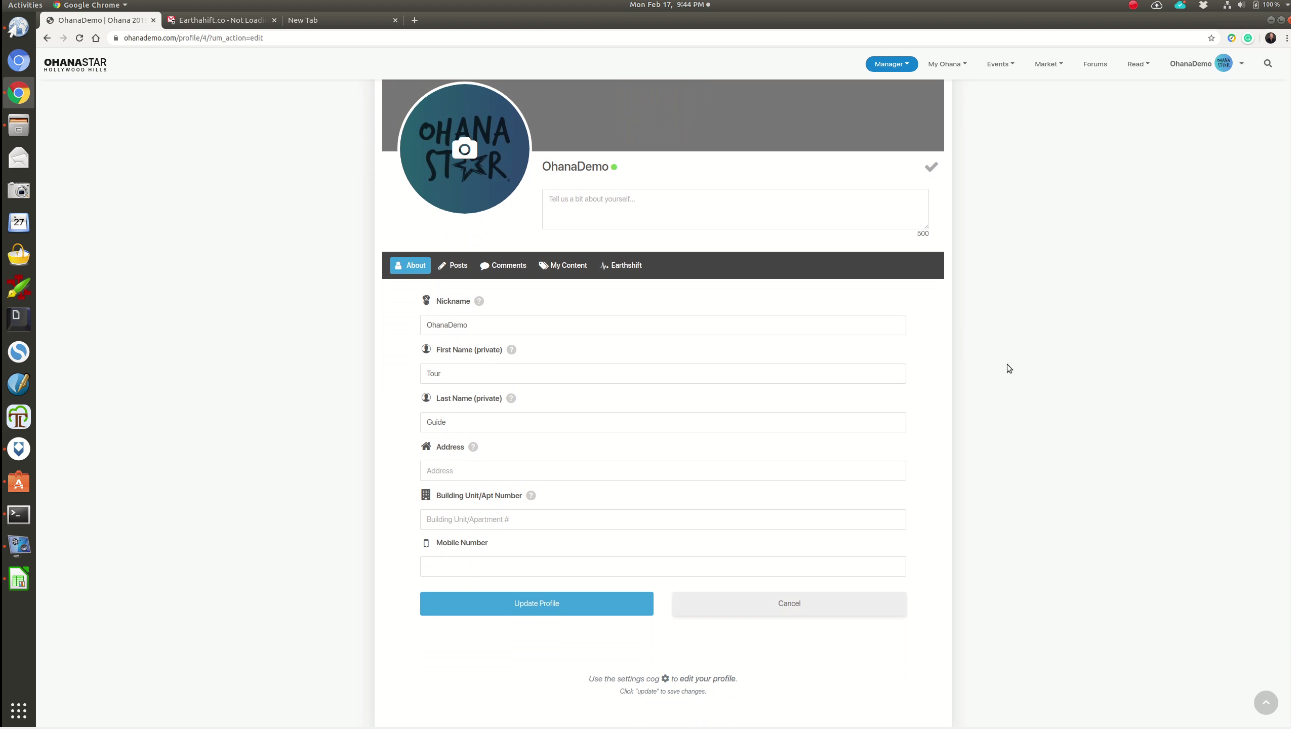 Activities Google Chrome Mon Feb 17, 9:44 PM 100%
OhanaDemo | Ohana 201 Earthahift.co - Not Loadi New Tab
ohanademo.com/profile/4/?um_action=edit
OHANASTAR
HOLLYWOOD HILLS
Manager My Ohana Events Market Forums Read OhanaDemo
OHANA
STAR
OhanaDemo
Tell us a bit about yourself...
500
About Posts Comments My Content Earthshift
Nickname ?
OhanaDemo
First Name (private) ?
Tour
Last Name (private) ?
Guide
Address ?
Address
Building Unit/Apt Number ?
Building Unit/Apartment #
Mobile Number
Update Profile Cancel
Use the settings cog to edit your profile.
Click "update" to save changes.
27